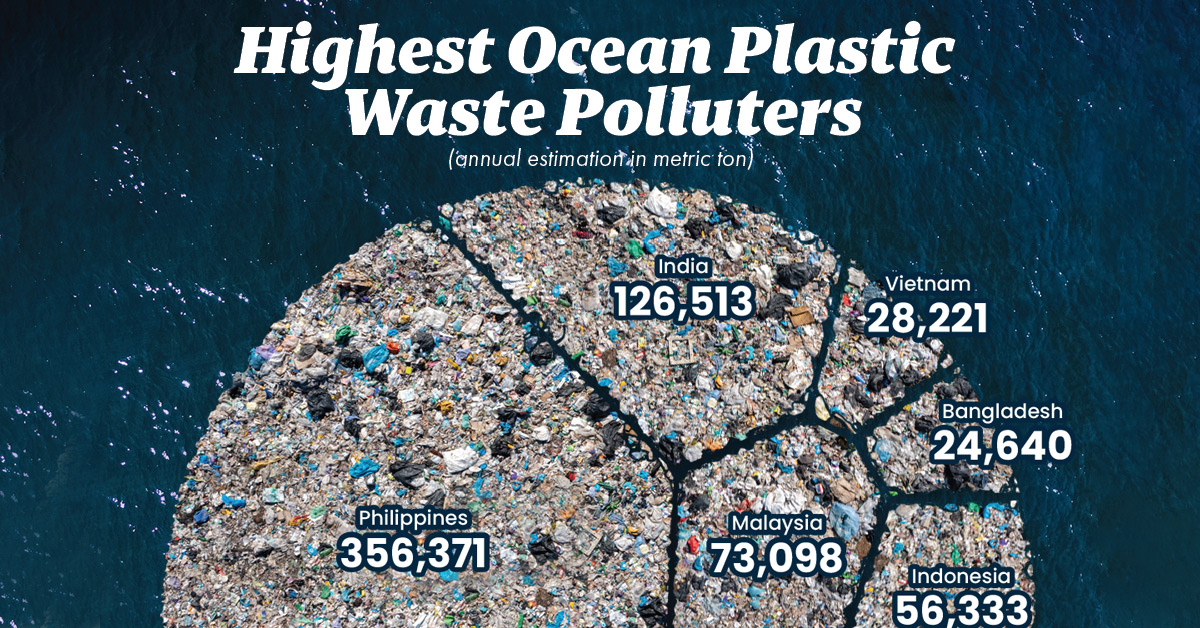 Highest Ocean Plastic
Waste Polluters
(annual estimation in metric ton)
India
126,513
Vietnam
28,221
Bangladesh
24,640
Philippines
356,371
Malaysia
73,098
Indonesia
56,333